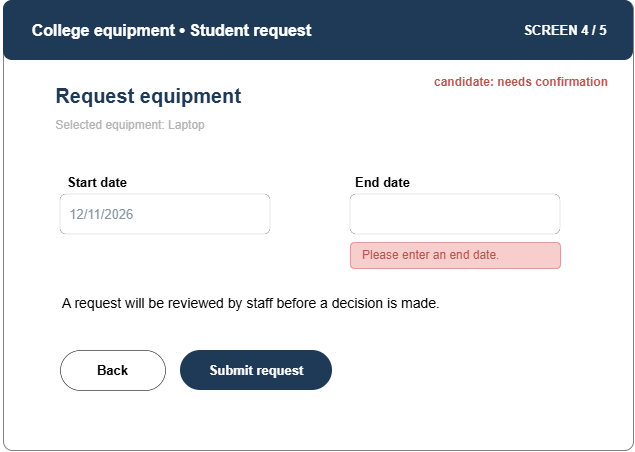 College equipment • Student request
SCREEN 4 / 5
candidate: needs confirmation
Request equipment
Selected equipment: Laptop
Start date
End date
12/11/2026
Please enter an end date.
A request will be reviewed by staff before a decision is made.
Back
Submit request